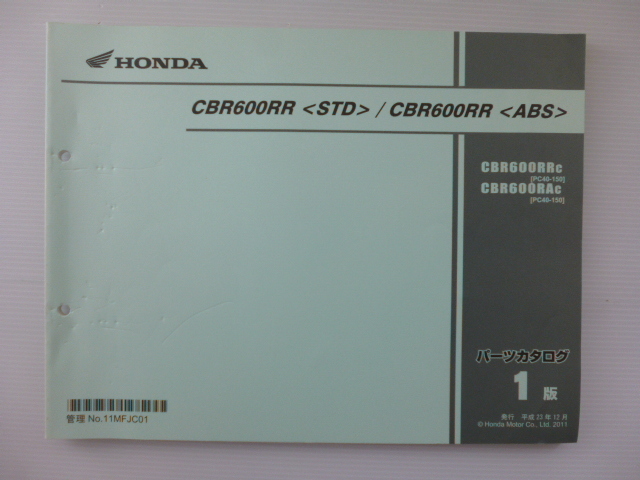 HONDA
CBR600RR <STD> / CBR600RR <ABS>
CBR600RRC
[PC40-150]
CBR600RAC
[PC40-150]
パーツカタログ
1 版
発行 平成 23 年 12 月
© Honda Motor Co., Ltd. 2011
管理 No.11MFJC01